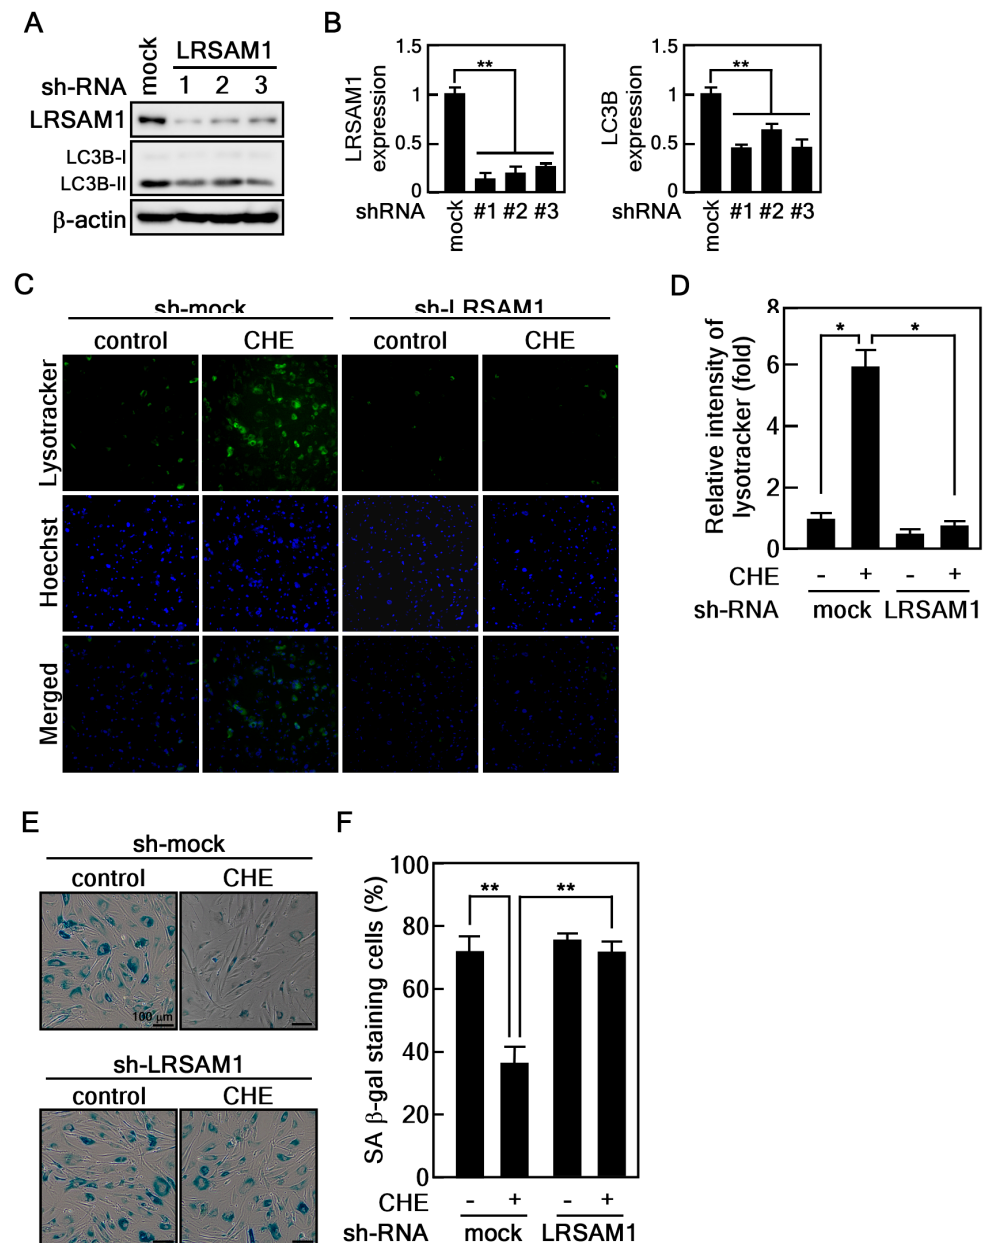 A
mock
LRSAM1
sh-RNA 1 2 3
LRSAM1
LC3B-I
LC3B-II
β-actin
B
LRSAM1 expression
1.5
1
0.5
0
**
shRNA mock #1 #2 #3
LC3B expression
1.5
1
0.5
0
**
shRNA mock #1 #2 #3
C
sh-mock sh-LRSAM1
control CHE control CHE
Lysotracker
Hoechst
Merged
D
Relative intensity of
lysotracker (fold)
8
6
4
2
0
* *
CHE - + - +
sh-RNA mock LRSAM1
E
sh-mock
control CHE
100 μm
sh-LRSAM1
control CHE
F
SA β-gal staining cells (%)
100
80
60
40
20
0
** **
CHE - + - +
sh-RNA mock LRSAM1